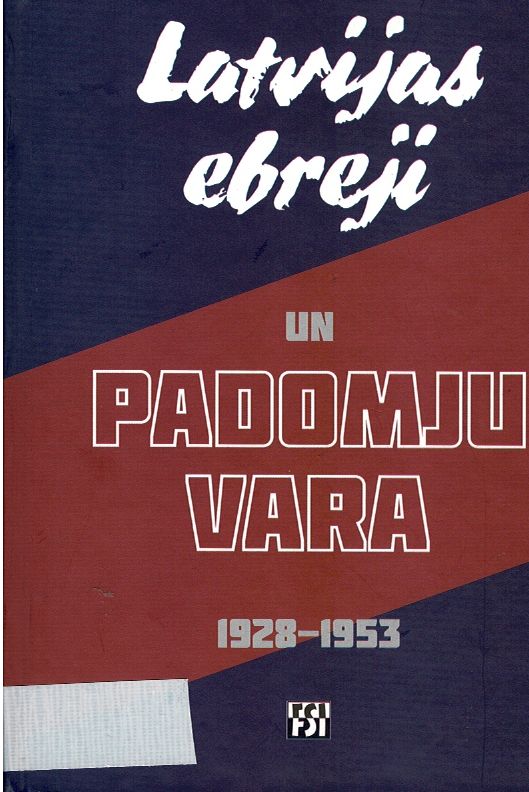 Latvijas
ebreji
UN
PADOMJU
VARA
1928–1953
FSI